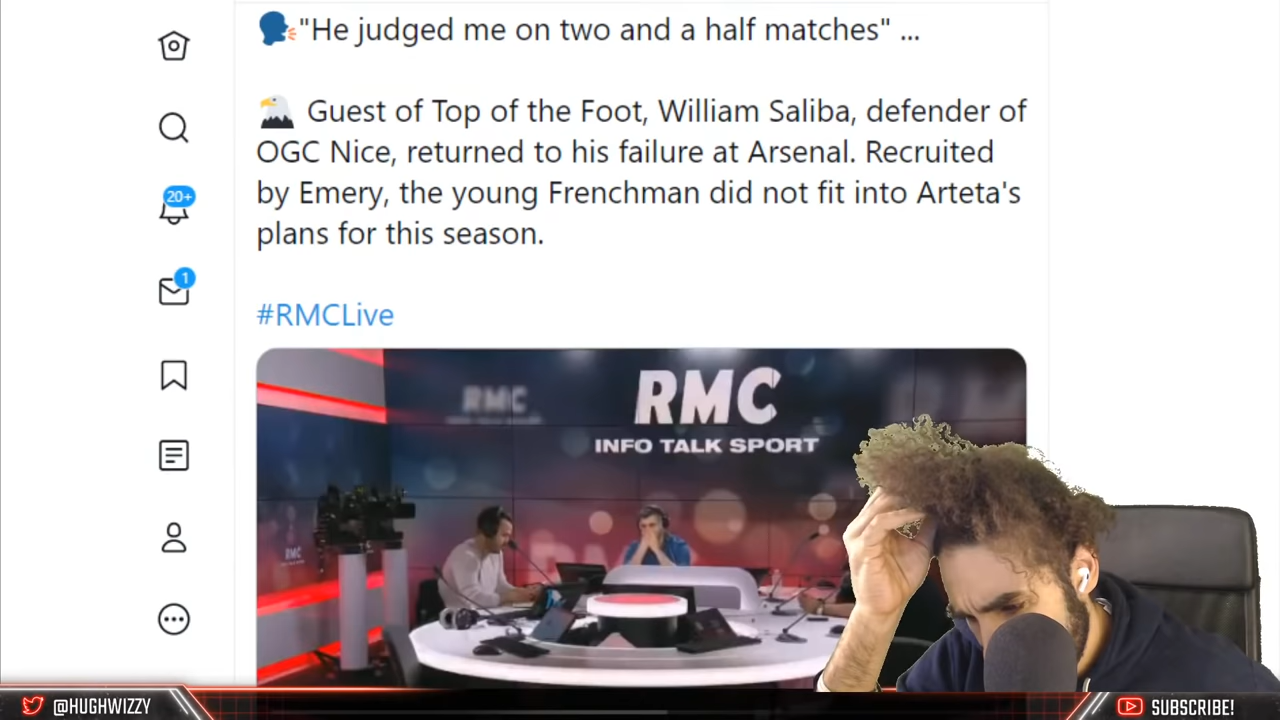 "He judged me on two and a half matches" ...
Guest of Top of the Foot, William Saliba, defender of
OGC Nice, returned to his failure at Arsenal. Recruited
by Emery, the young Frenchman did not fit into Arteta's
plans for this season.
#RMCLive
20+
1
RMC
RMC
INFO TALK SPORT
RMC
@HUGHWIZZY
SUBSCRIBE!